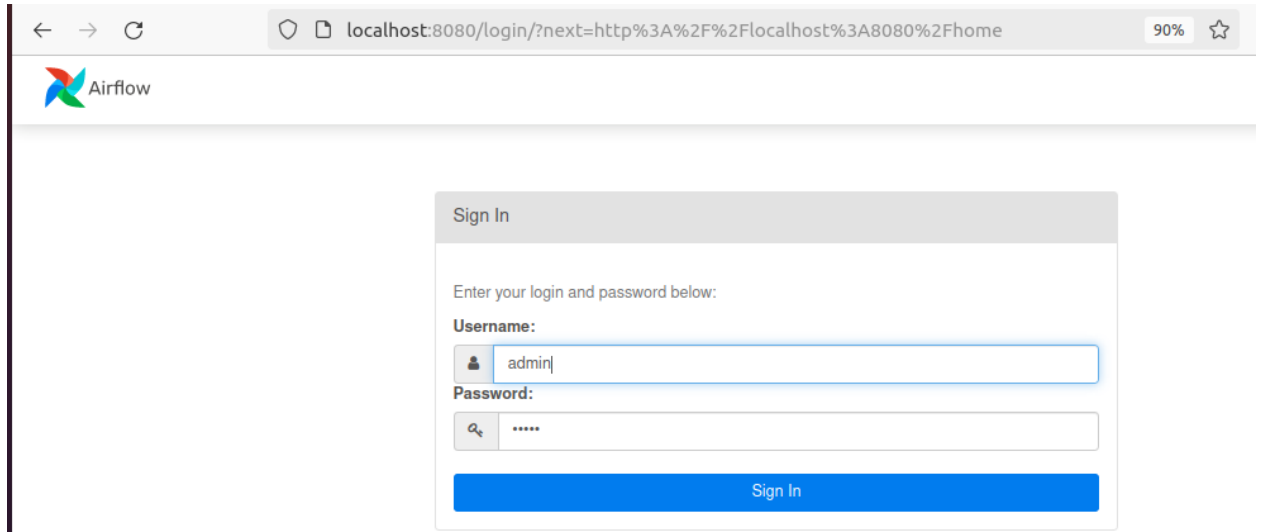 localhost:8080/login/?next=http%3A%2F%2Flocalhost%3A8080%2Fhome 90%
Airflow
Sign In
Enter your login and password below:
Username:
admin
Password:
•••••
Sign In